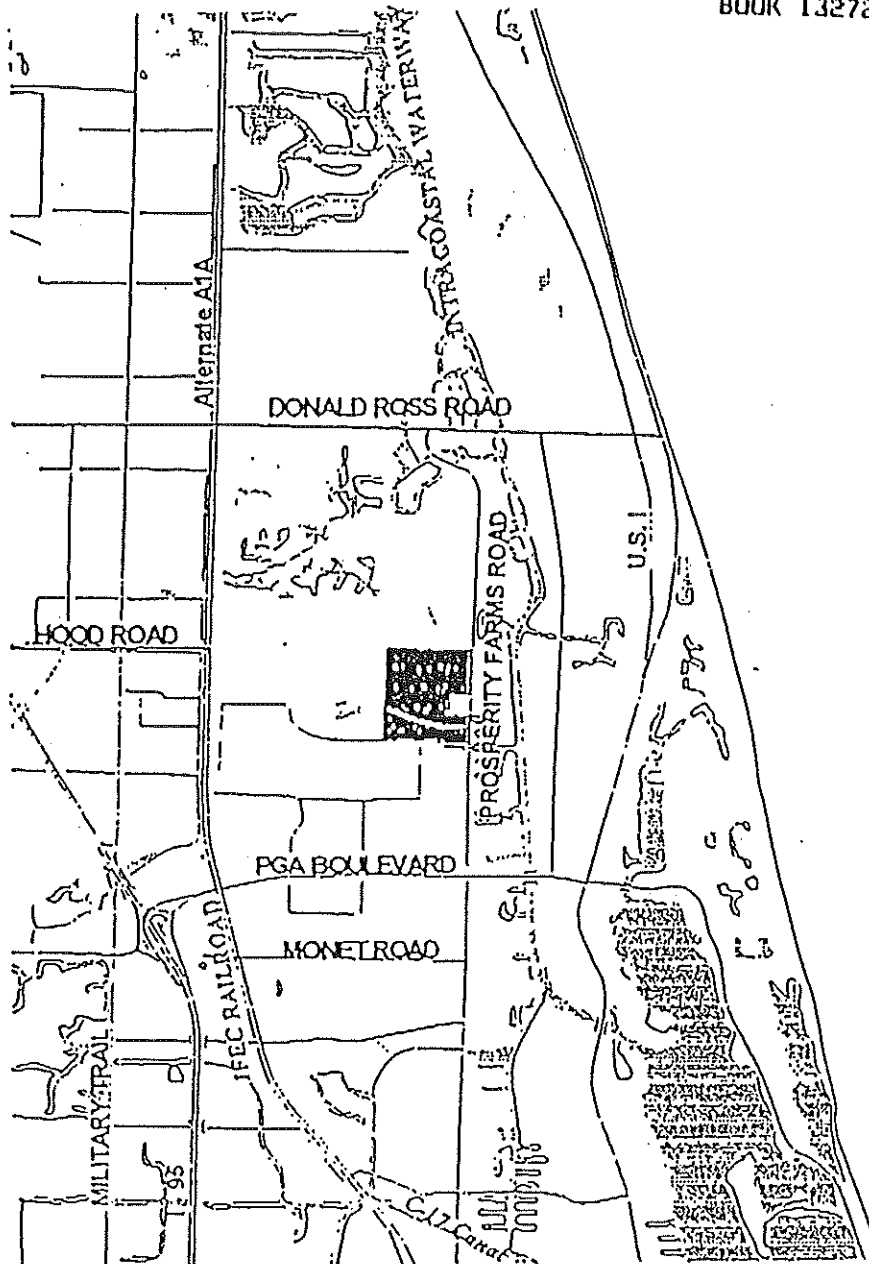 BOOK 13272
INTRACOASTAL WATERWAY
Alternate A1A
DONALD ROSS ROAD
U.S. 1
PROSPERITY FARMS ROAD
HOOD ROAD
PGA BOULEVARD
MONET ROAD
FEC RAILROAD
MILITARY TRAIL
I-95
C-17 Canal